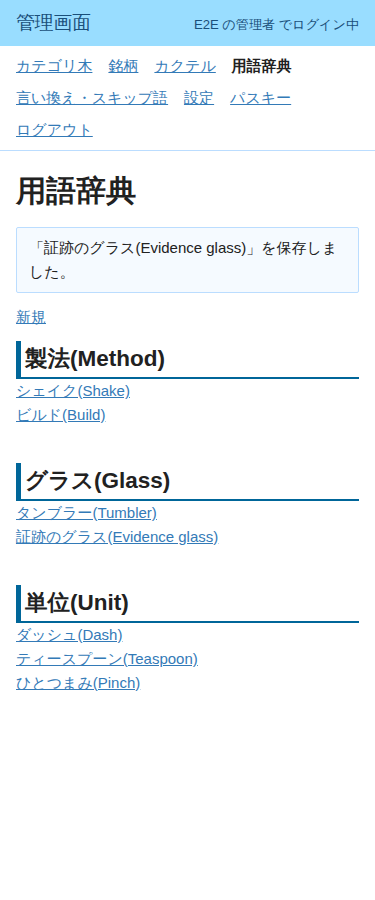 管理画面
E2E の管理者 でログイン中
カテゴリ木 銘柄 カクテル 用語辞典
言い換え・スキップ語 設定 パスキー
ログアウト
用語辞典
「証跡のグラス(Evidence glass)」を保存しま
した。
新規
製法(Method)
シェイク(Shake)
ビルド(Build)
グラス(Glass)
タンブラー(Tumbler)
証跡のグラス(Evidence glass)
単位(Unit)
ダッシュ(Dash)
ティースプーン(Teaspoon)
ひとつまみ(Pinch)